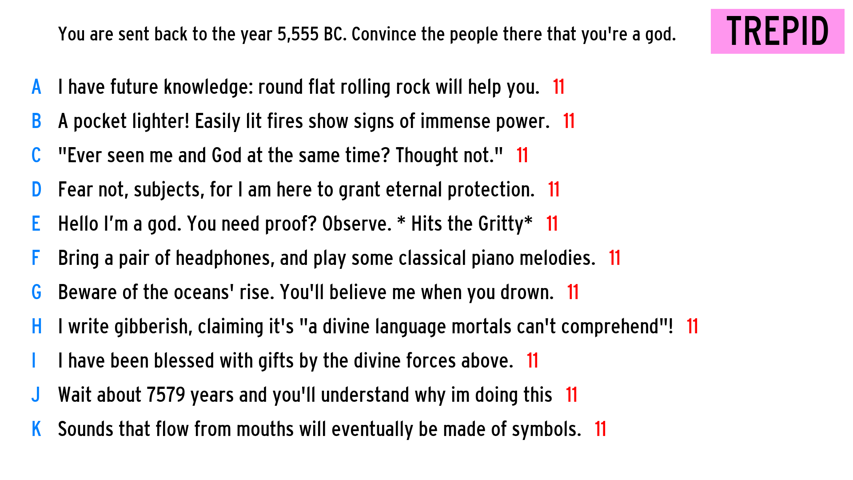 You are sent back to the year 5,555 BC. Convince the people there that you're a god.
TREPID
A I have future knowledge: round flat rolling rock will help you. 11
B A pocket lighter! Easily lit fires show signs of immense power. 11
C "Ever seen me and God at the same time? Thought not." 11
D Fear not, subjects, for I am here to grant eternal protection. 11
E Hello I'm a god. You need proof? Observe. * Hits the Gritty* 11
F Bring a pair of headphones, and play some classical piano melodies. 11
G Beware of the oceans' rise. You'll believe me when you drown. 11
H I write gibberish, claiming it's "a divine language mortals can't comprehend"! 11
I I have been blessed with gifts by the divine forces above. 11
J Wait about 7579 years and you'll understand why im doing this 11
K Sounds that flow from mouths will eventually be made of symbols. 11